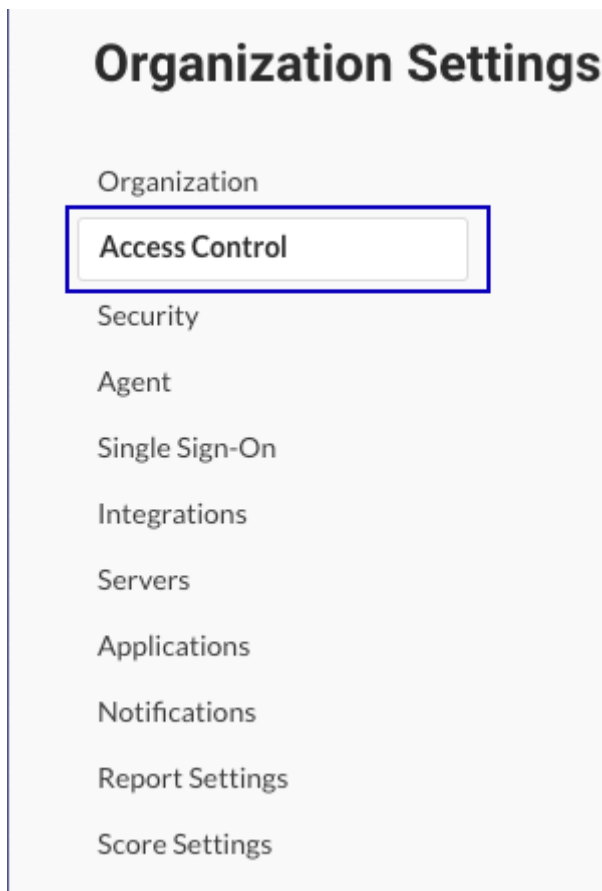 Organization Settings
Organization
Access Control
Security
Agent
Single Sign-On
Integrations
Servers
Applications
Notifications
Report Settings
Score Settings